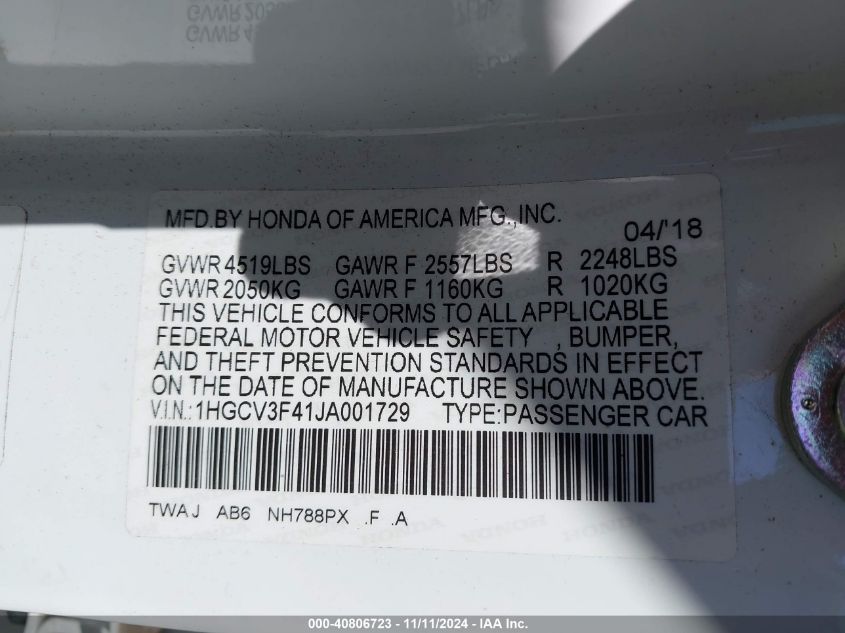 MFD.BY HONDA OF AMERICA MFG.,INC.
04/'18
GVWR 4519LBS GAWR F 2557LBS R 2248LBS
GVWR 2050KG GAWR F 1160KG R 1020KG
THIS VEHICLE CONFORMS TO ALL APPLICABLE
FEDERAL MOTOR VEHICLE SAFETY , BUMPER,
AND THEFT PREVENTION STANDARDS IN EFFECT
ON THE DATE OF MANUFACTURE SHOWN ABOVE.
V.I.N.:1HGCV3F41JA001729 TYPE:PASSENGER CAR
TWAJ AB6 NH788PX .F .A
000-40806723 - 11/11/2024 - IAA Inc.